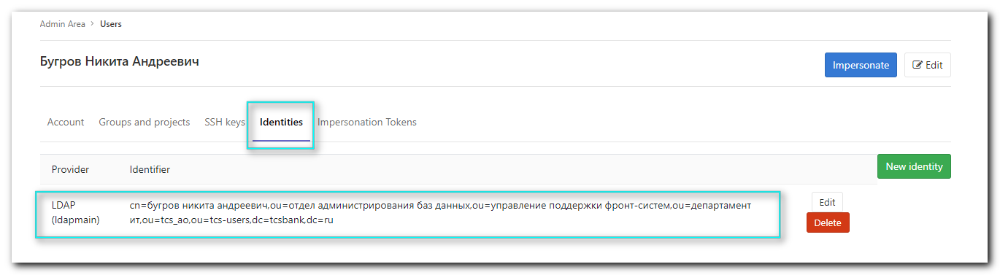 Admin Area > Users
Бугров Никита Андреевич
Impersonate
Edit
Account Groups and projects SSH keys Identities Impersonation Tokens
Provider Identifier
New identity
LDAP cn=бугров никита андреевич,ou=отдел администрирования баз данных,ou=управление поддержки фронт-систем,ou=департамент
(ldapmain) ит,ou=tcs_ao,ou=tcs-users,dc=tcsbank,dc=ru
Edit
Delete